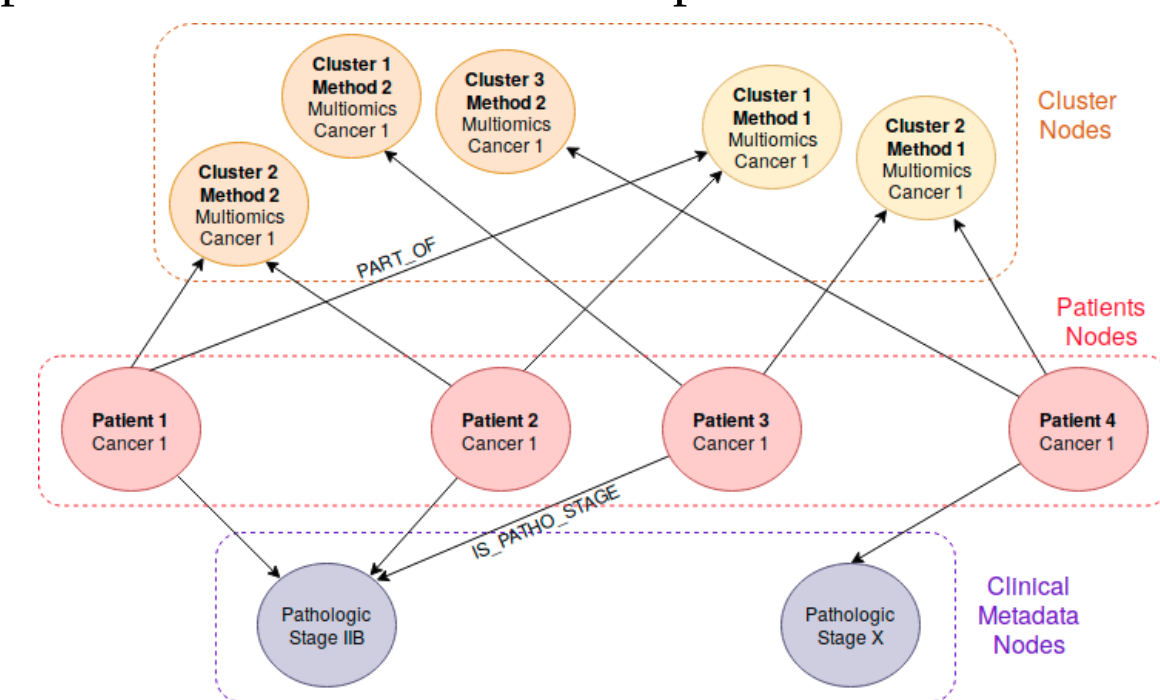 Cluster 1
Method 2
Multiomics
Cancer 1
Cluster 3
Method 2
Multiomics
Cancer 1
Cluster 1
Method 1
Multiomics
Cancer 1
Cluster 2
Method 1
Multiomics
Cancer 1
Cluster
Nodes
Cluster 2
Method 2
Multiomics
Cancer 1
PART_OF
Patients
Nodes
Patient 1
Cancer 1
Patient 2
Cancer 1
Patient 3
Cancer 1
Patient 4
Cancer 1
IS_PATHO_STAGE
Pathologic
Stage IIB
Pathologic
Stage X
Clinical
Metadata
Nodes